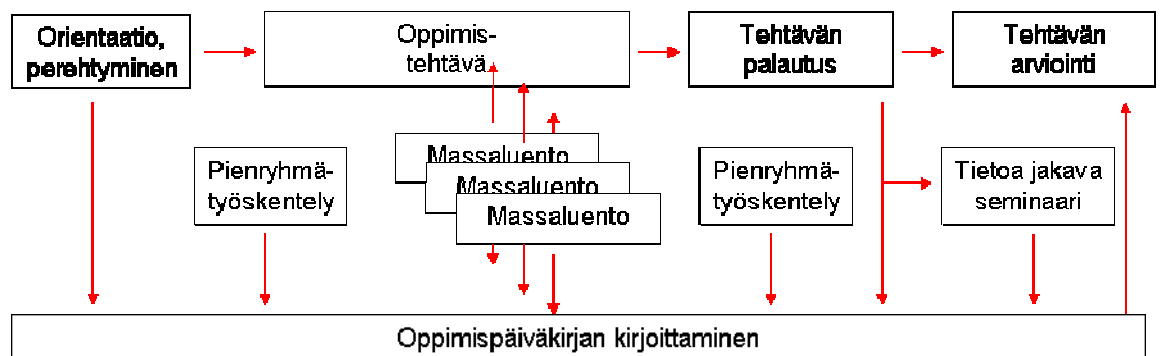 Orientaatio,
perehtyminen
Oppimis-
tehtävä
Tehtävän
palautus
Tehtävän
arviointi
Pienryhmä-
työskentely
Massaluento
Massaluento
Massaluento
Pienryhmä-
työskentely
Tietoa jakava
seminaari
Oppimispäiväkirjan kirjoittaminen